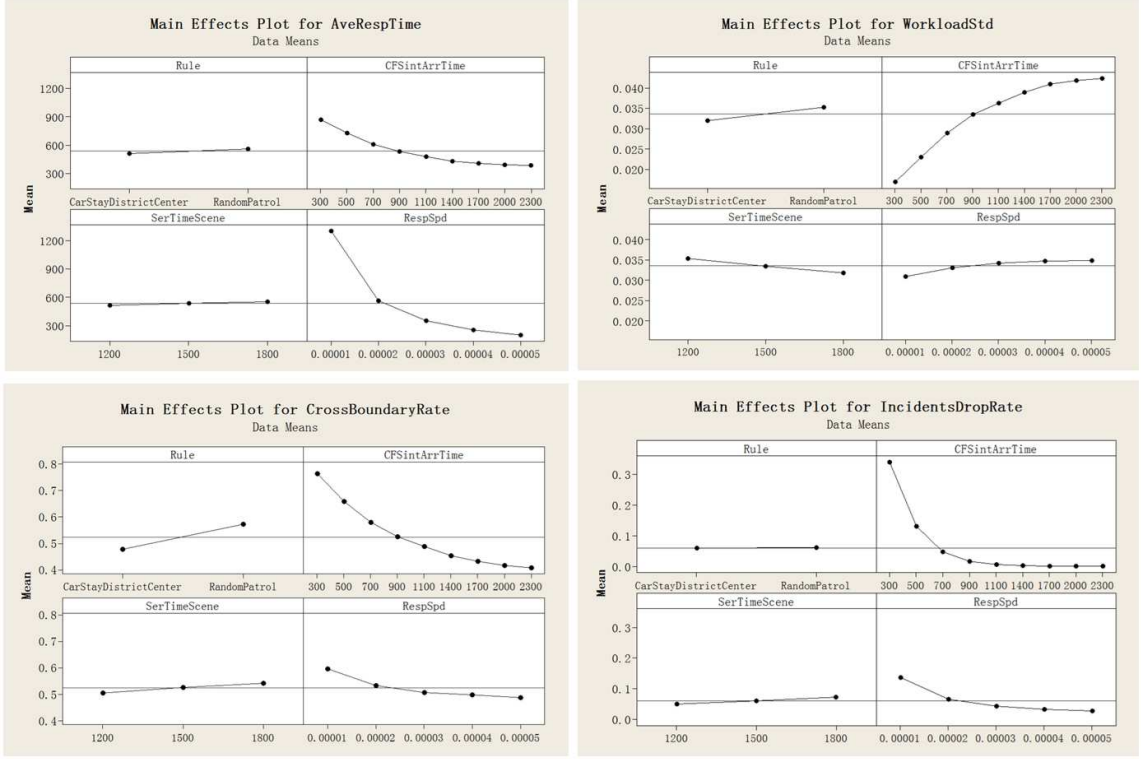 Main Effects Plot for AveRespTime
Data Means
Rule CFSintArrTime
1200
900
600
300
CarStayDistrictCenter RandomPatrol 300 500 700 900 1100 1400 1700 2000 2300
SerTimeScene RespSpd
1200
900
600
300
1200 1500 1800 0.00001 0.00002 0.00003 0.00004 0.00005
Mean
Main Effects Plot for WorkloadStd
Data Means
Rule CFSintArrTime
0.040
0.035
0.030
0.025
0.020
CarStayDistrictCenter RandomPatrol 300 500 700 900 1100 1400 1700 2000 2300
SerTimeScene RespSpd
0.040
0.035
0.030
0.025
0.020
1200 1500 1800 0.00001 0.00002 0.00003 0.00004 0.00005
Mean
Main Effects Plot for CrossBoundaryRate
Data Means
Rule CFSintArrTime
0.8
0.7
0.6
0.5
0.4
CarStayDistrictCenter RandomPatrol 300 500 700 900 1100 1400 1700 2000 2300
SerTimeScene RespSpd
0.8
0.7
0.6
0.5
0.4
1200 1500 1800 0.00001 0.00002 0.00003 0.00004 0.00005
Mean
Main Effects Plot for IncidentsDropRate
Data Means
Rule CFSintArrTime
0.3
0.2
0.1
0.0
CarStayDistrictCenter RandomPatrol 300 500 700 900 1100 1400 1700 2000 2300
SerTimeScene RespSpd
0.3
0.2
0.1
0.0
1200 1500 1800 0.00001 0.00002 0.00003 0.00004 0.00005
Mean